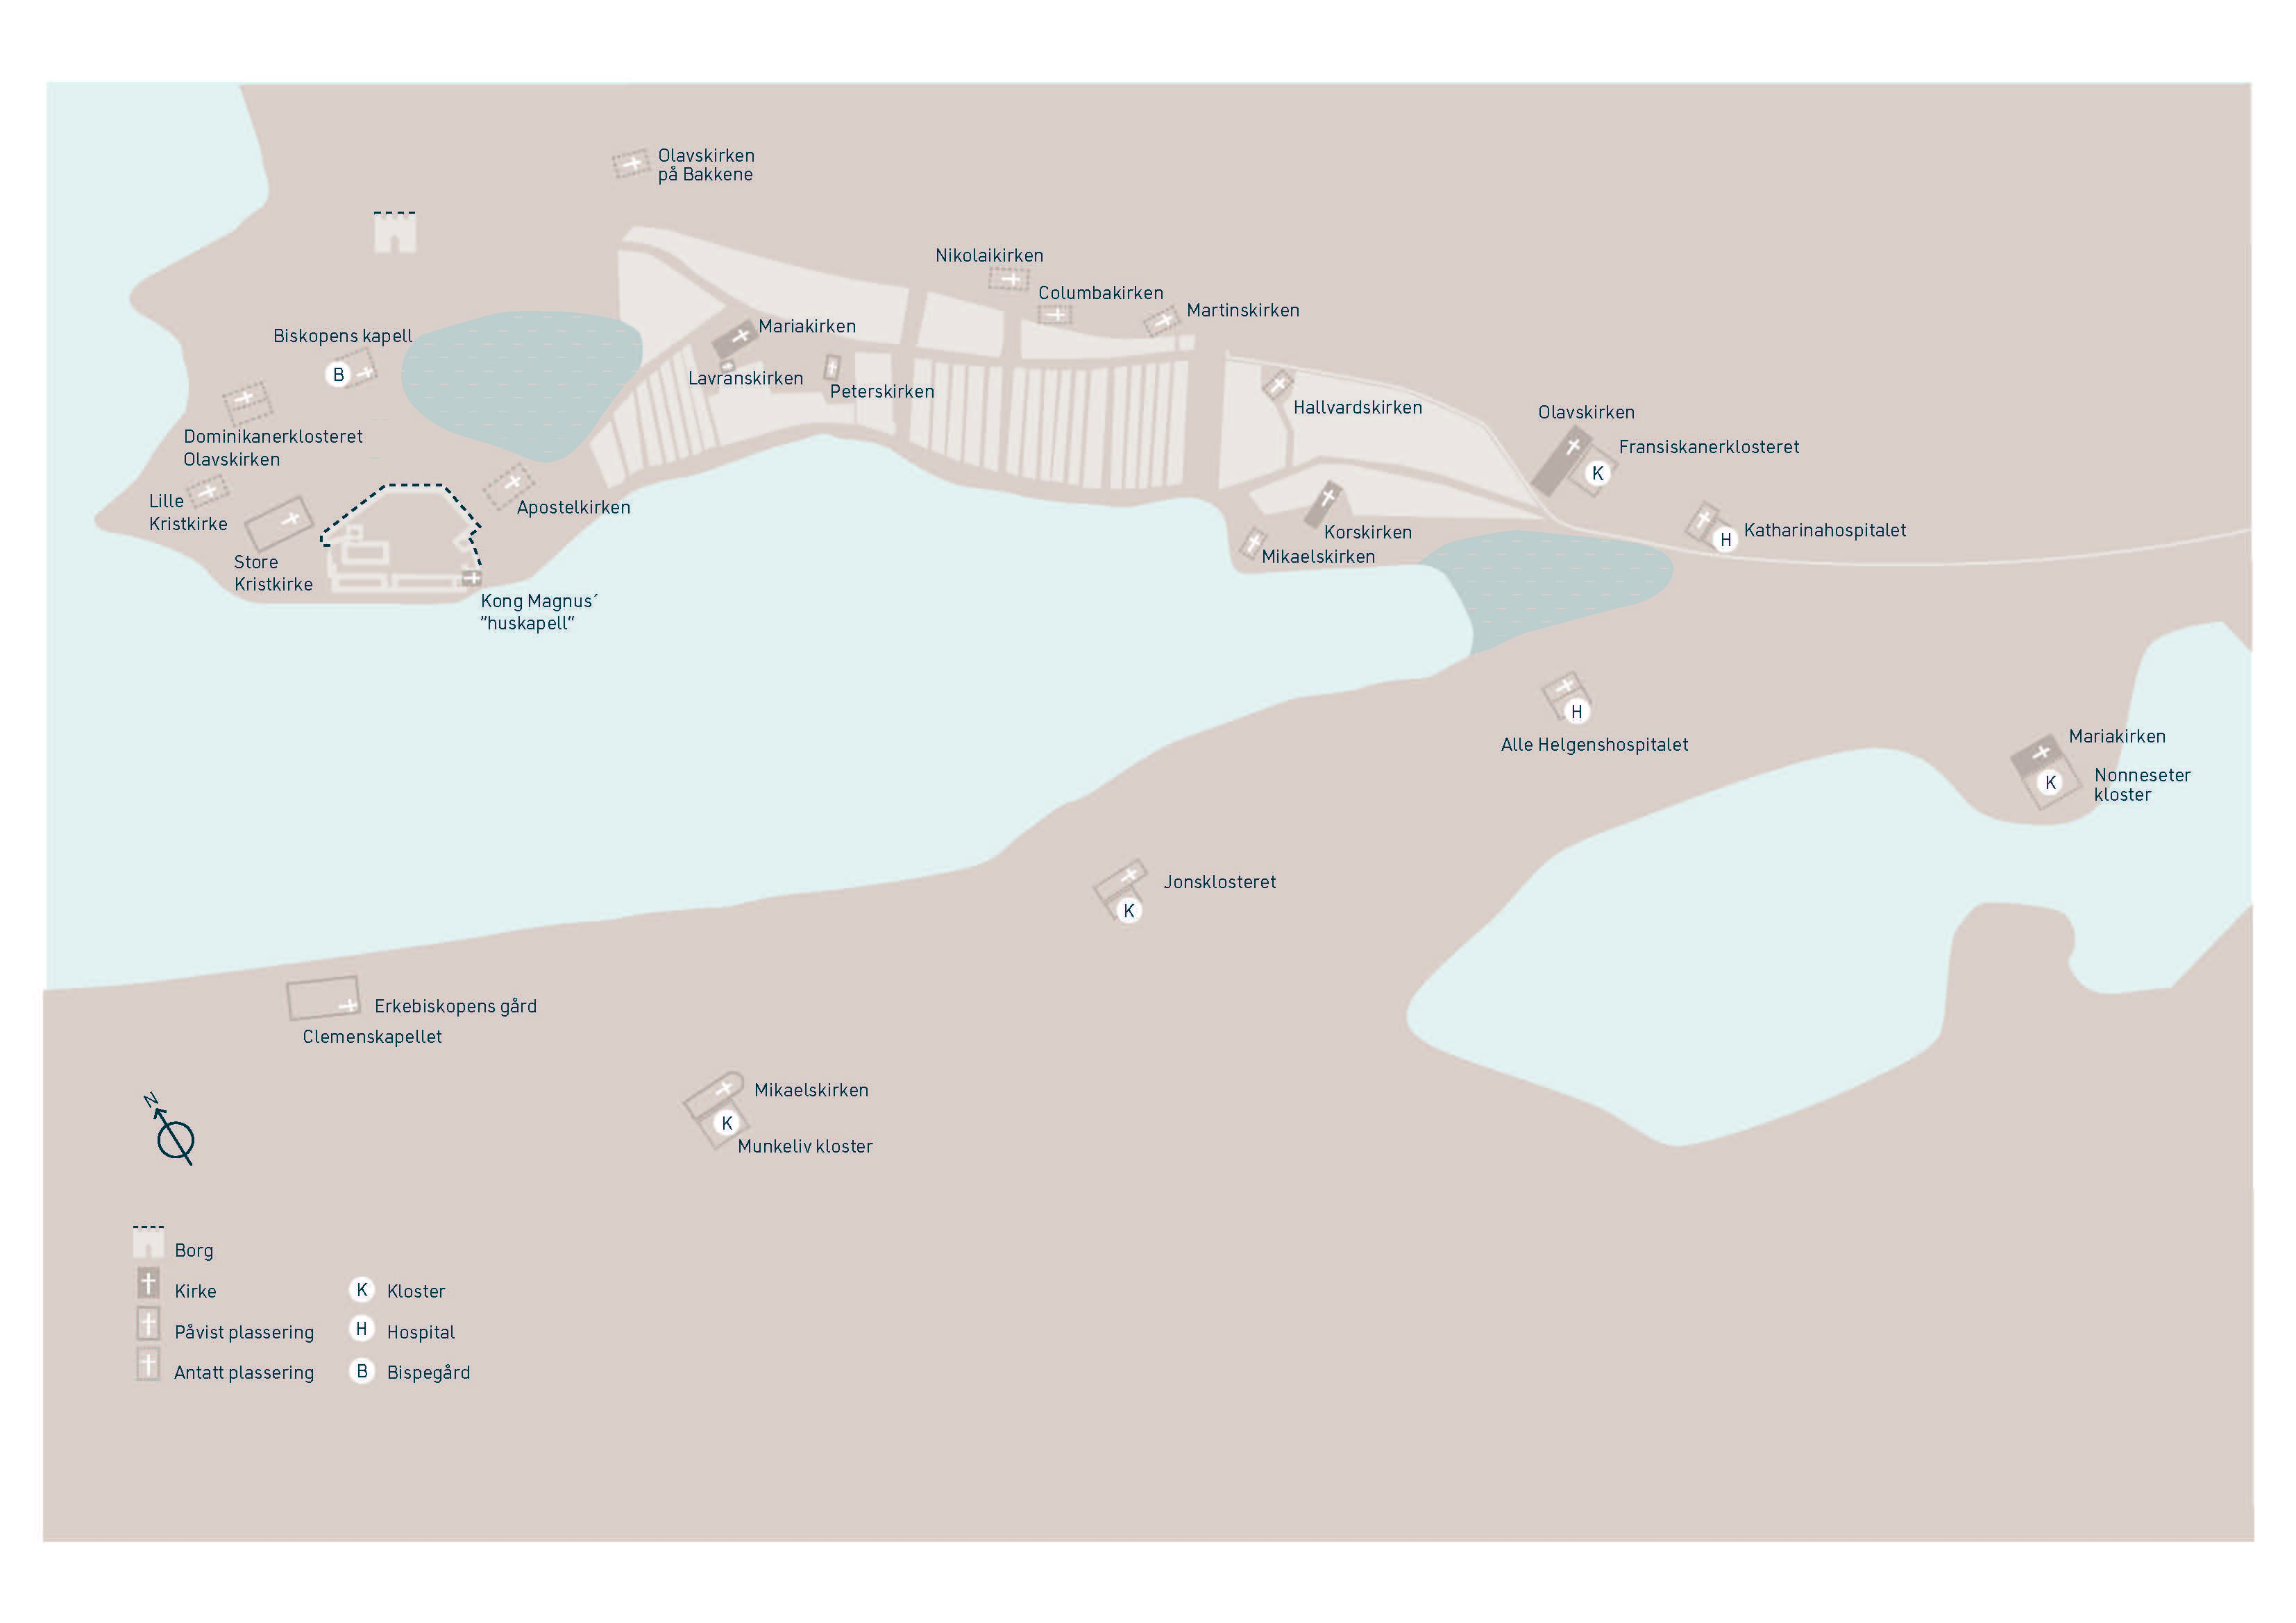 Olavskirken
på Bakkene
Nikolaikirken
Columbakirken
Martinskirken
Mariakirken
Biskopens kapell
B
Lavranskirken
Peterskirken
Hallvardskirken
Olavskirken
Fransiskanerklosteret
K
Dominikanerklosteret
Olavskirken
Lille
Kristkirke
Apostelkirken
Store
Kristkirke
Korskirken
Mikaelskirken
Katharinahospitalet
H
Kong Magnus´
"huskapell"
H
Alle Helgenshospitalet
Mariakirken
K
Nonneseter
kloster
Jonsklosteret
K
Erkebiskopens gård
Clemenskapellet
Mikaelskirken
K
Munkeliv kloster
N
Borg
Kirke
Påvist plassering
Antatt plassering
K Kloster
H Hospital
B Bispegård